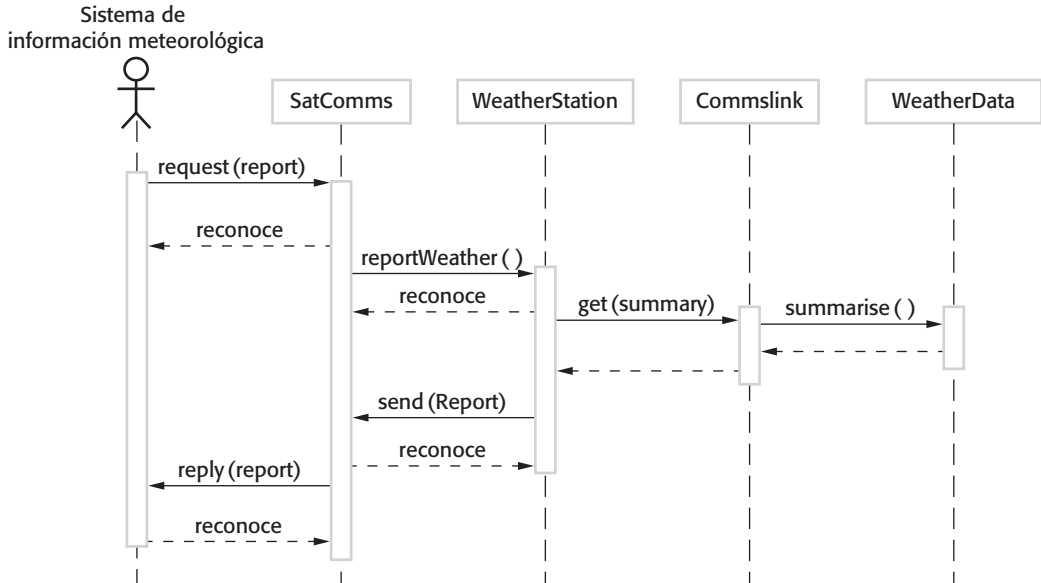 Sistema de
información meteorológica
SatComms
WeatherStation
Commslink
WeatherData
request (report)
reconoce
reportWeather ( )
reconoce
get (summary)
summarise ( )
send (Report)
reconoce
reply (report)
reconoce